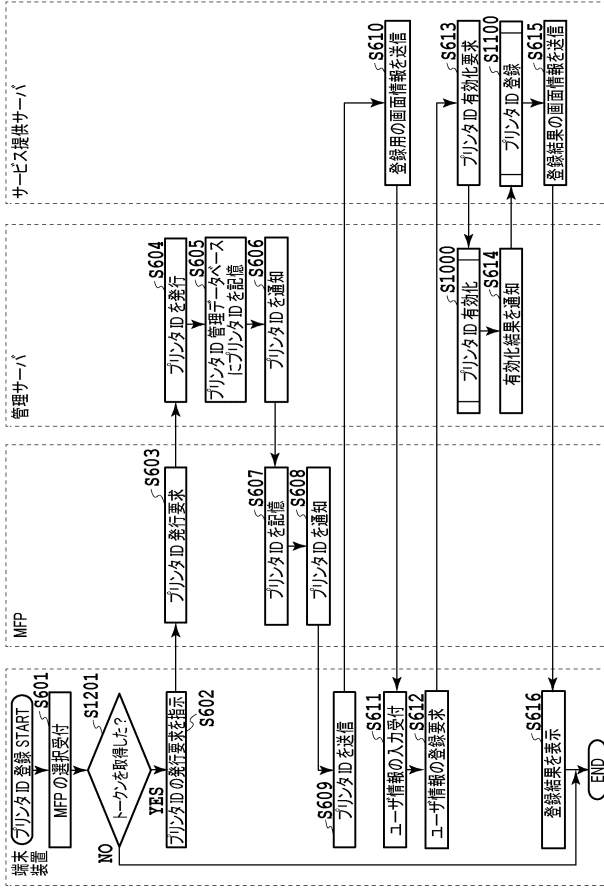 端末
装置
プリンタID 登録 START
S601
MFP の選択受付
S1201
トークンを取得した?
NO
YES
プリンタID の発行要求を指示
S602
MFP
S603
プリンタID 発行要求
管理サーバ
S604
プリンタID を発行
S605
プリンタID 管理データベース
にプリンタID を記憶
S606
プリンタID を通知
S607
プリンタID を記憶
S608
プリンタID を通知
S609
プリンタID を送信
サービス提供サーバ
S610
登録用の画面情報を送信
S611
ユーザ情報の入力受付
S612
ユーザ情報の登録要求
S613
プリンタID 有効化要求
S1000
プリンタID 有効化
S614
有効化結果を通知
S1100
プリンタID 登録
S615
登録結果の画面情報を送信
S616
登録結果を表示
END